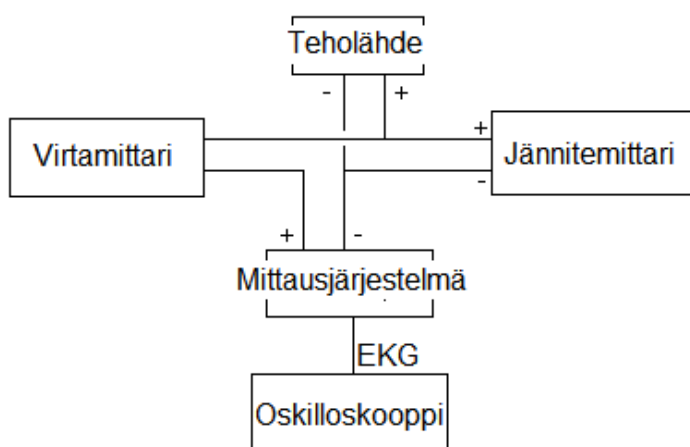 Teholähde
- +
Virtamittari
+
Jännitemittari
-
+ -
Mittausjärjestelmä
EKG
Oskilloskooppi